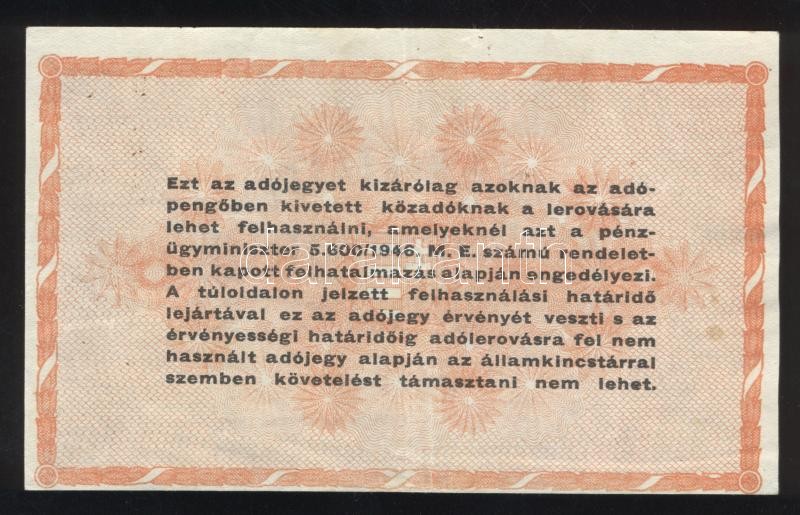 Ezt az adójegyet kizárólag azoknak az adó-
pengőben kivetett közadóknak a lerovására
lehet felhasználni, amelyeknél azt a pénz-
ügyminiszter 5.600/1946. M. E. számú rendelet-
ben kapott felhatalmazás alapján engedélyezi.
A túloldalon jelzett felhasználási határidő
lejártával ez az adójegy érvényét veszti s az
érvényességi határidőig adólerovásra fel nem
használt adójegy alapján az államkincstárral
szemben követelést támasztani nem lehet.
darabanth